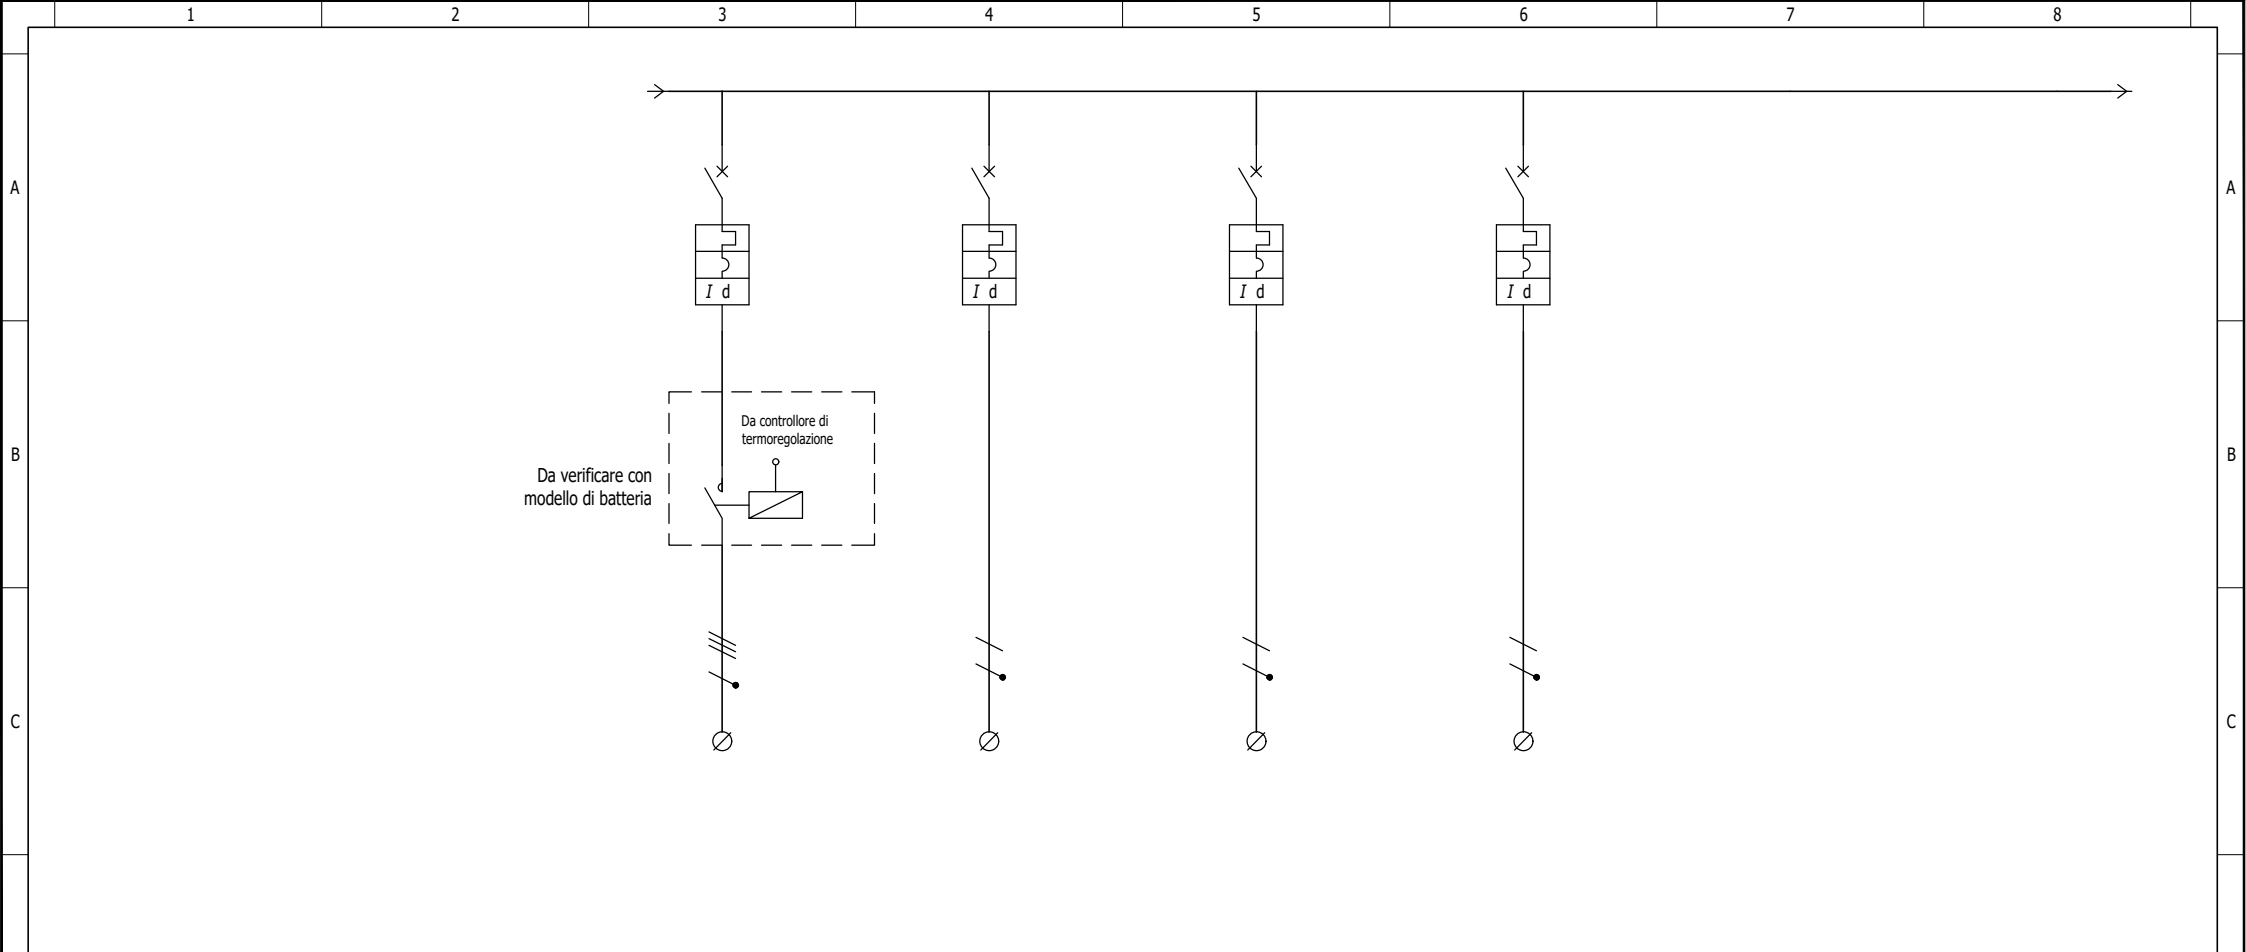 1 2 3 4 5 6 7 8
A A
I d I d I d I d
Da controllore di
termoregolazione
B B
Da verificare con
modello di batteria
C C